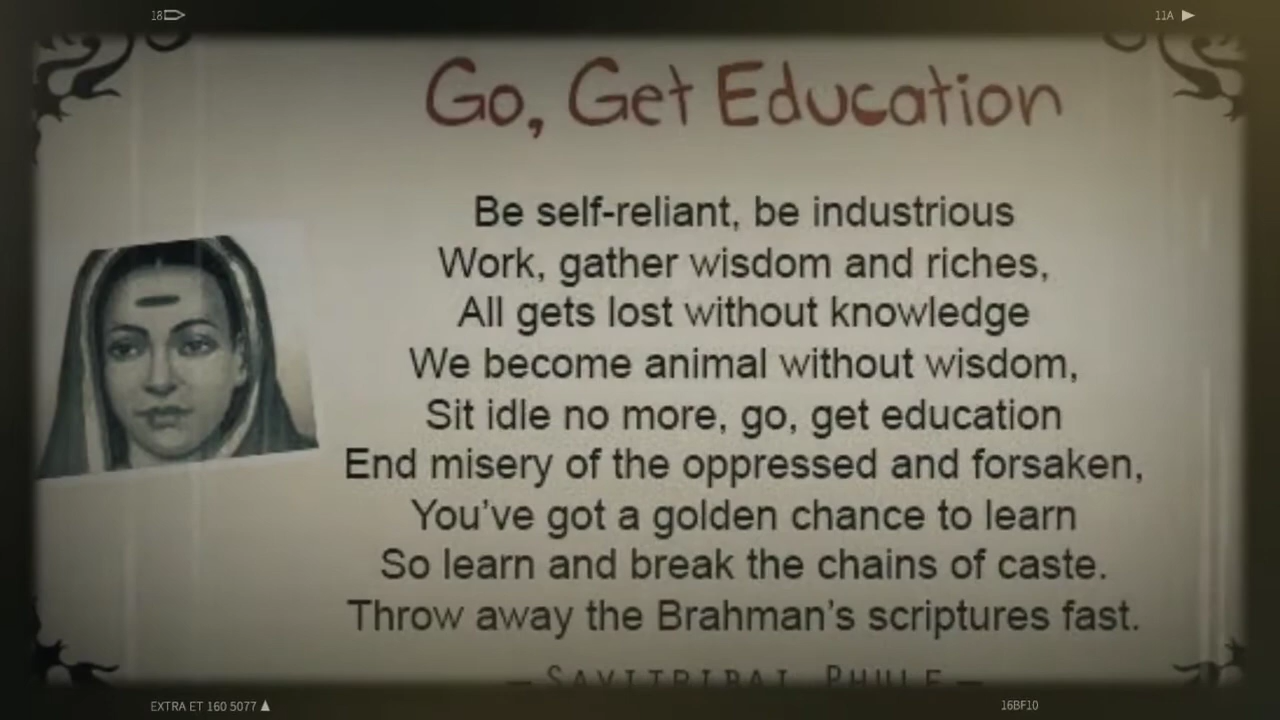 18
11A
Go, Get Education
Be self-reliant, be industrious
Work, gather wisdom and riches,
All gets lost without knowledge
We become animal without wisdom,
Sit idle no more, go, get education
End misery of the oppressed and forsaken,
You've got a golden chance to learn
So learn and break the chains of caste.
Throw away the Brahman's scriptures fast.
— SAVITRIBAI PHULE —
EXTRA ET 160 5077
16BF10